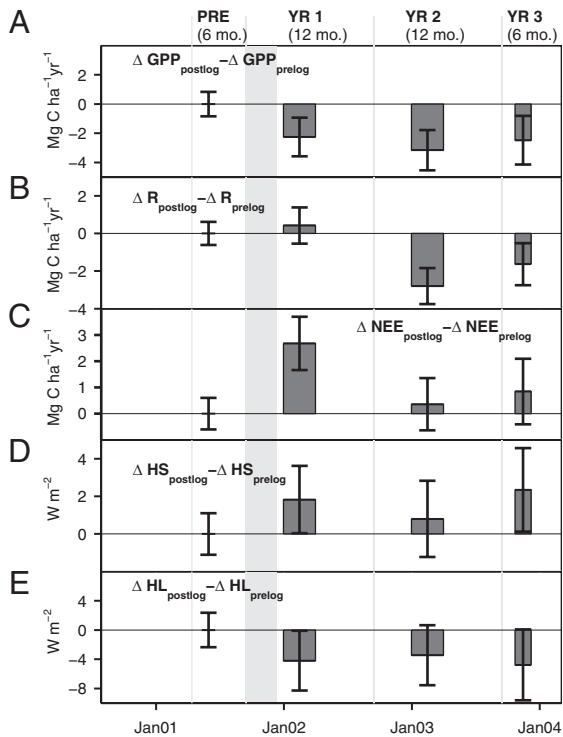 A
PRE YR 1 YR 2 YR 3
(6 mo.) (12 mo.) (12 mo.) (6 mo.)
Δ GPPpostlog–Δ GPPprelog
Mg C ha−1yr−1
2
0
−2
−4
B
Δ Rpostlog–Δ Rprelog
Mg C ha−1yr−1
2
0
−2
−4
C
Δ NEEpostlog–Δ NEEprelog
Mg C ha−1yr−1
3
2
1
0
D
Δ HSpostlog–Δ HSprelog
W m−2
4
2
0
E
Δ HLpostlog–Δ HLprelog
W m−2
4
0
−4
−8
Jan01 Jan02 Jan03 Jan04